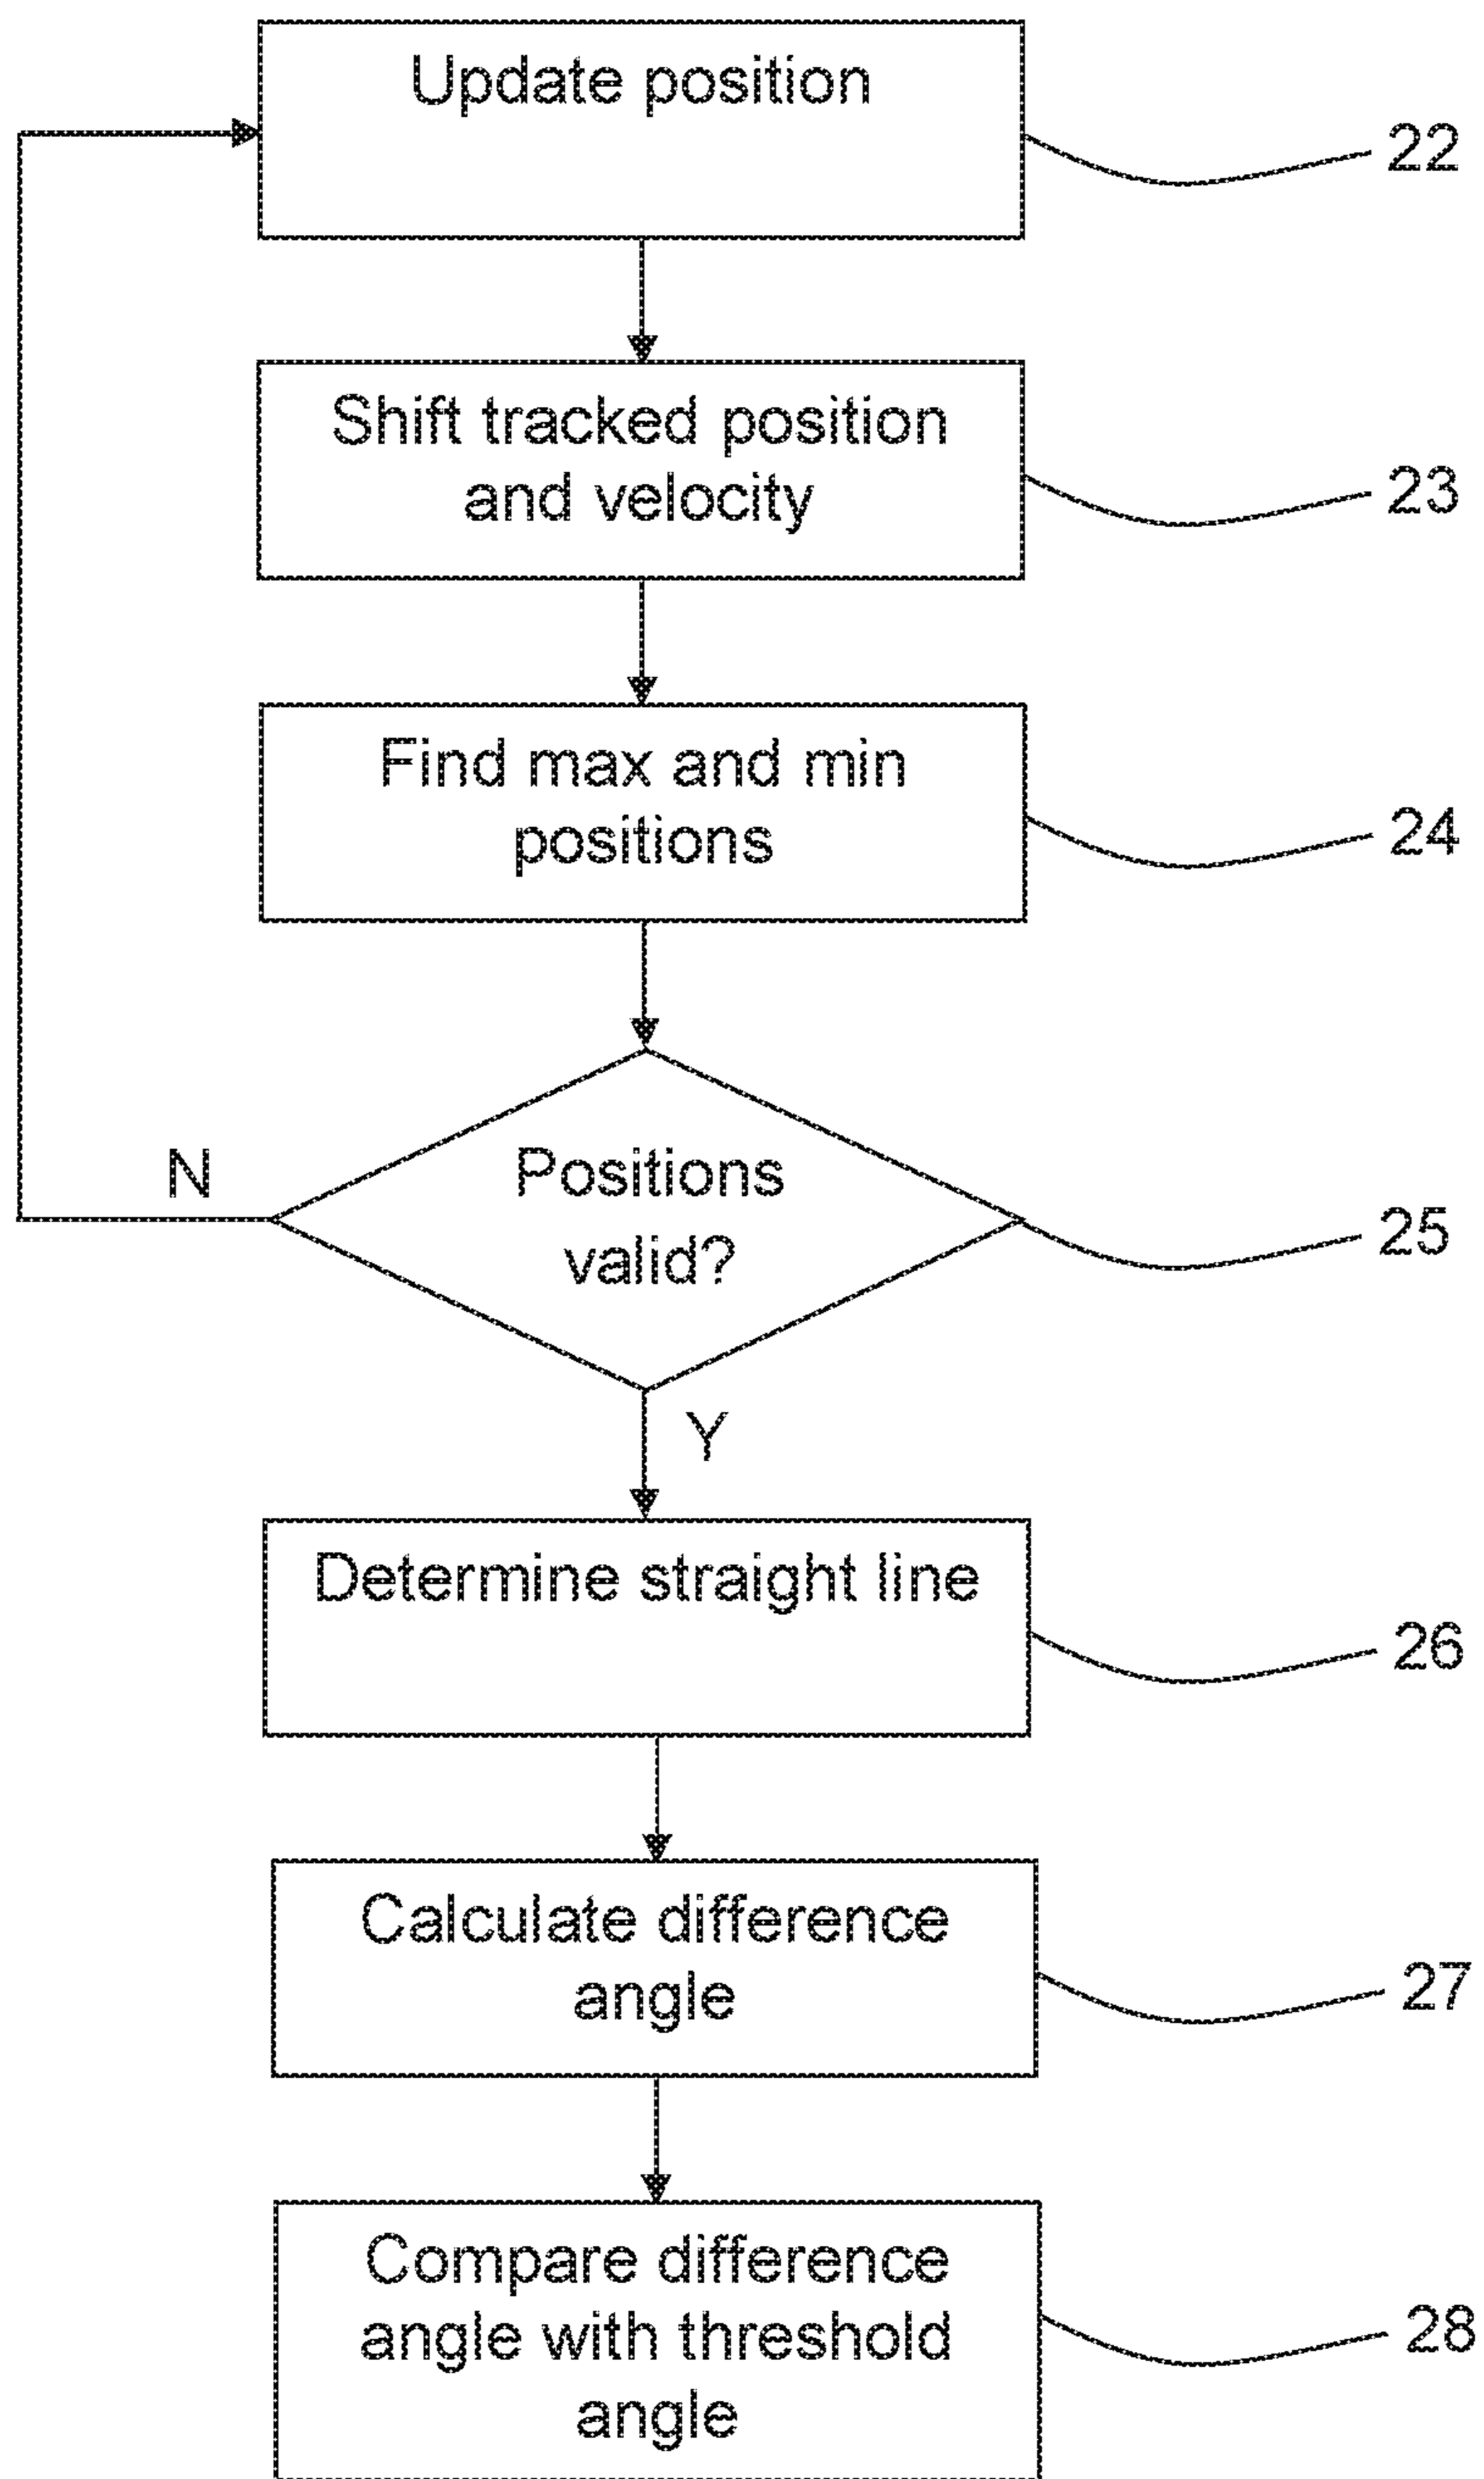 Update position
22
Shift tracked position
and velocity
23
Find max and min
positions
24
Positions
valid?
N
25
Y
Determine straight line
26
Calculate difference
angle
27
Compare difference
angle with threshold
angle
28